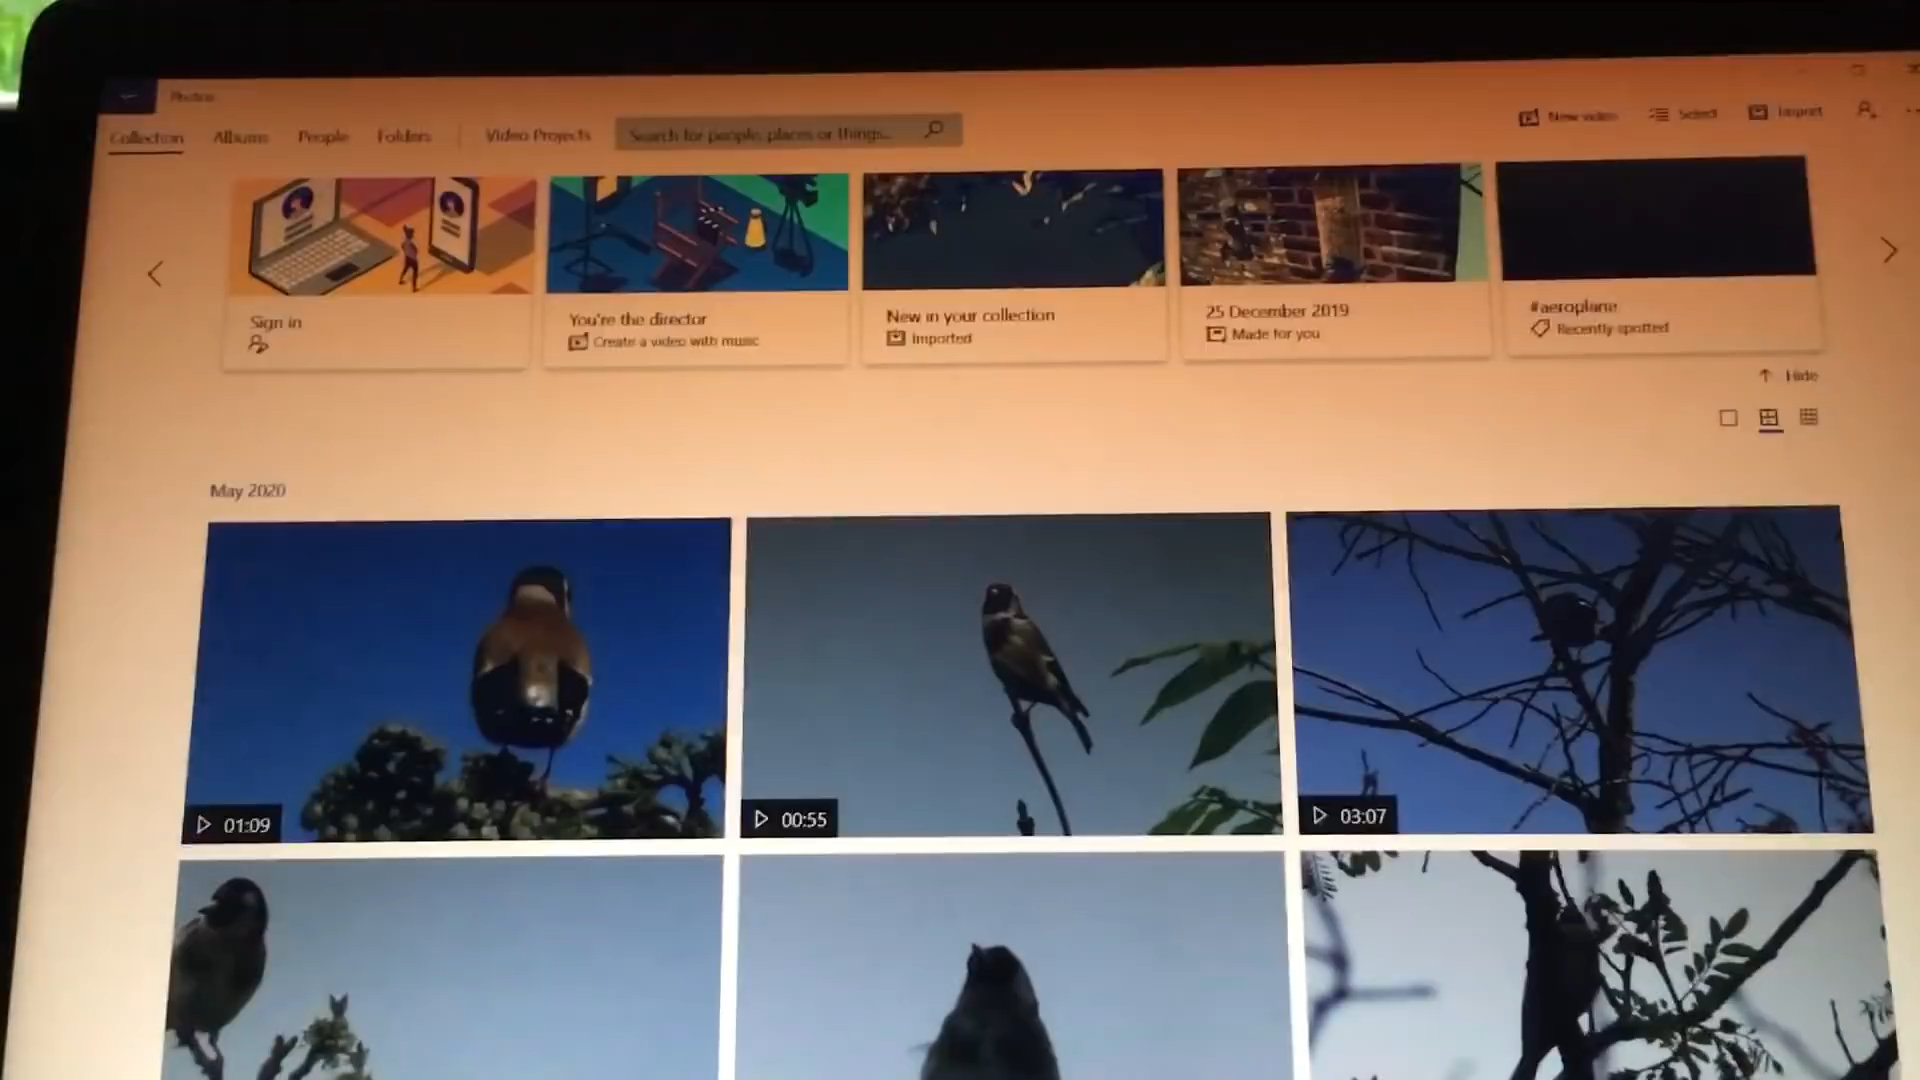 Photos
Collection Albums People Folders Video Projects Search for people, places or things... New video Select Import
Sign in
You're the director
Create a video with music
New in your collection
Imported
25 December 2019
Made for you
#aeroplane
Recently spotted
Hide
May 2020
01:09
00:55
03:07